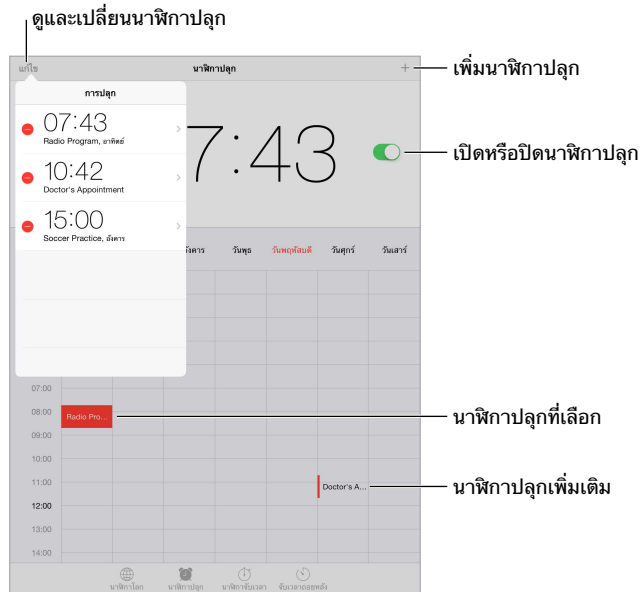 ดูและเปลี่ยนนาฬิกาปลุก
แก้ไข นาฬิกาปลุก +
เพิ่มนาฬิกาปลุก
การปลุก
07:43
Radio Program, อาทิตย์
10:42
Doctor's Appointment
15:00
Soccer Practice, อังคาร
7:43
เปิดหรือปิดนาฬิกาปลุก
ังคาร วันพุธ วันพฤหัสบดี วันศุกร์ วันเสาร์
07:00
08:00 Radio Pro...
นาฬิกาปลุกที่เลือก
09:00
10:00
11:00 Doctor's A...
นาฬิกาปลุกเพิ่มเติม
12:00
13:00
14:00
นาฬิกาโลก นาฬิกาปลุก นาฬิกาจับเวลา จับเวลาถอยหลัง